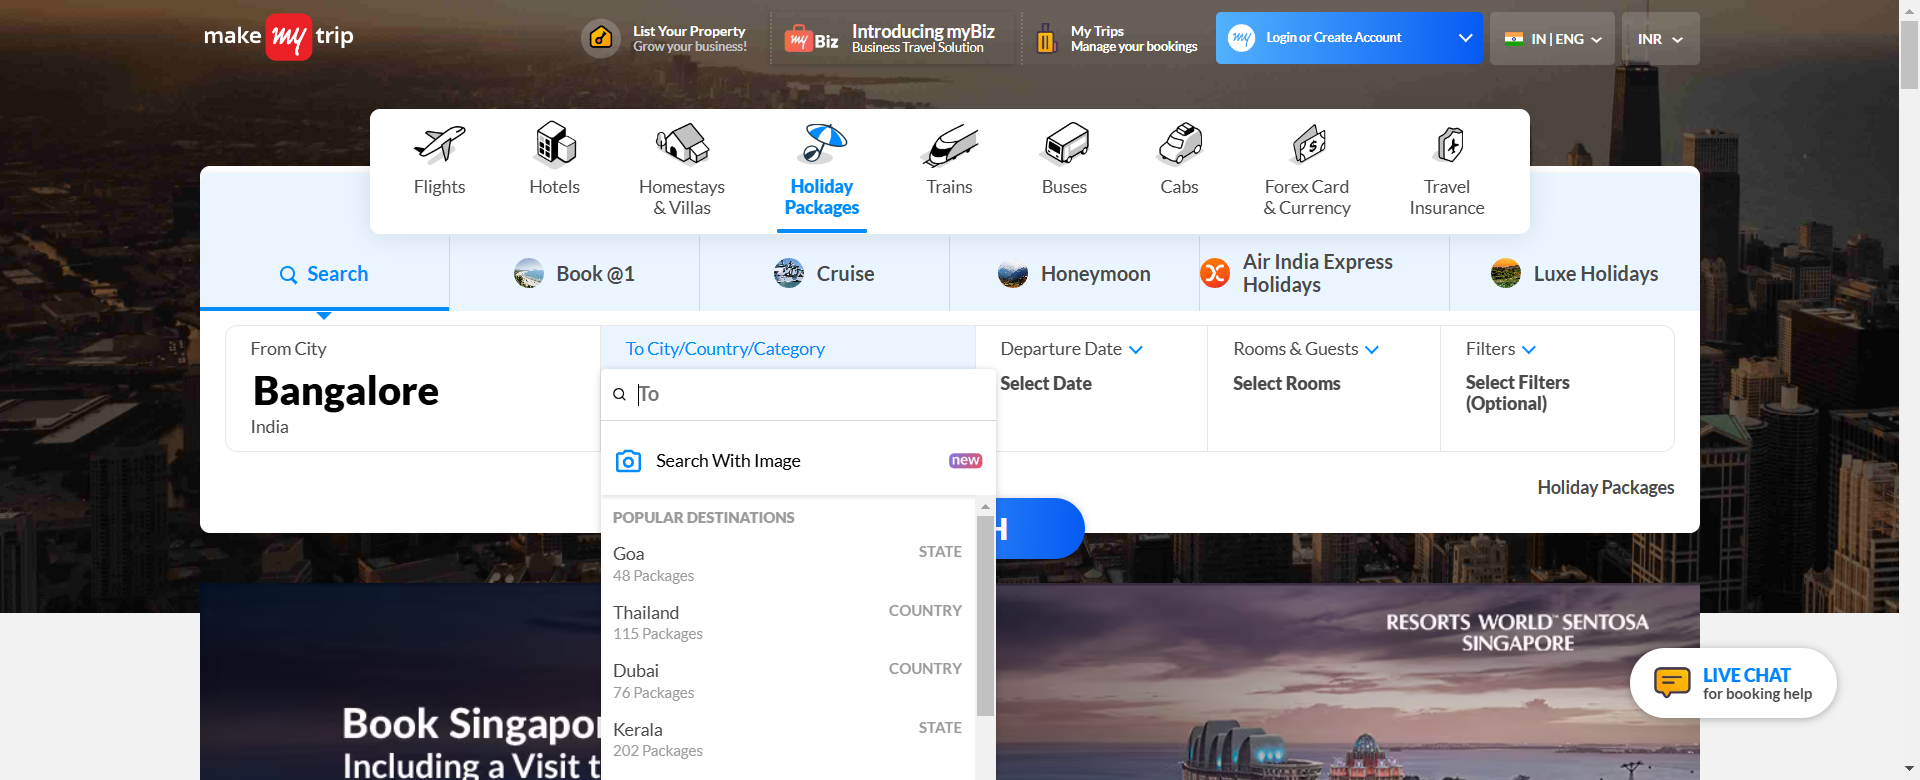 make my trip
List Your Property
Grow your business!
my Biz
Introducing myBiz
Business Travel Solution
My Trips
Manage your bookings
my
Login or Create Account
IN | ENG
INR
Flights
Hotels
Homestays
& Villas
Holiday
Packages
Trains
Buses
Cabs
Forex Card
& Currency
Travel
Insurance
Search
Book @1
Cruise
Honeymoon
Air India Express
Holidays
Luxe Holidays
From City
Bangalore
India
To City/Country/Category
To
Departure Date
Select Date
Rooms & Guests
Select Rooms
Filters
Select Filters
(Optional)
Search With Image
new
Holiday Packages
H
POPULAR DESTINATIONS
Goa
STATE
48 Packages
Thailand
COUNTRY
115 Packages
Dubai
COUNTRY
76 Packages
Kerala
STATE
202 Packages
Book Singapo
Including a Visit t
RESORTS WORLD™ SENTOSA
SINGAPORE
LIVE CHAT
for booking help